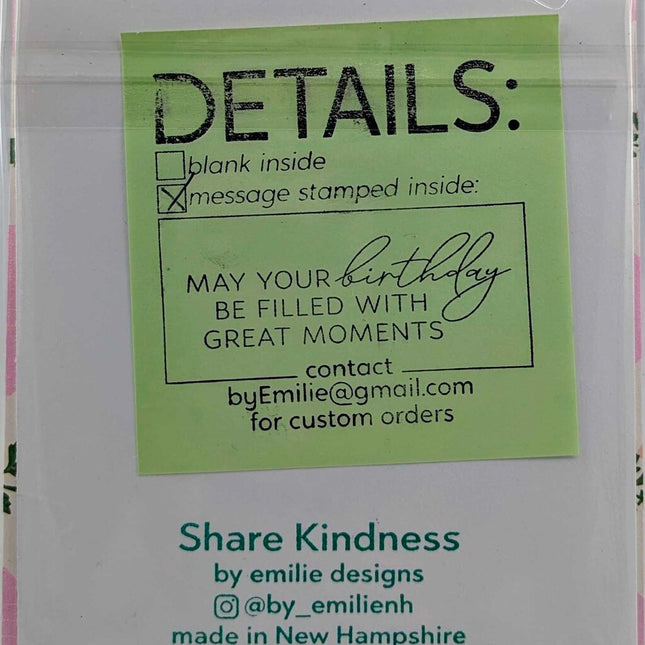 DETAILS:
blank inside
message stamped inside:
MAY YOUR birthday
BE FILLED WITH
GREAT MOMENTS
contact
byEmilie@gmail.com
for custom orders
Share Kindness
by emilie designs
@by_emilienh
made in New Hampshire